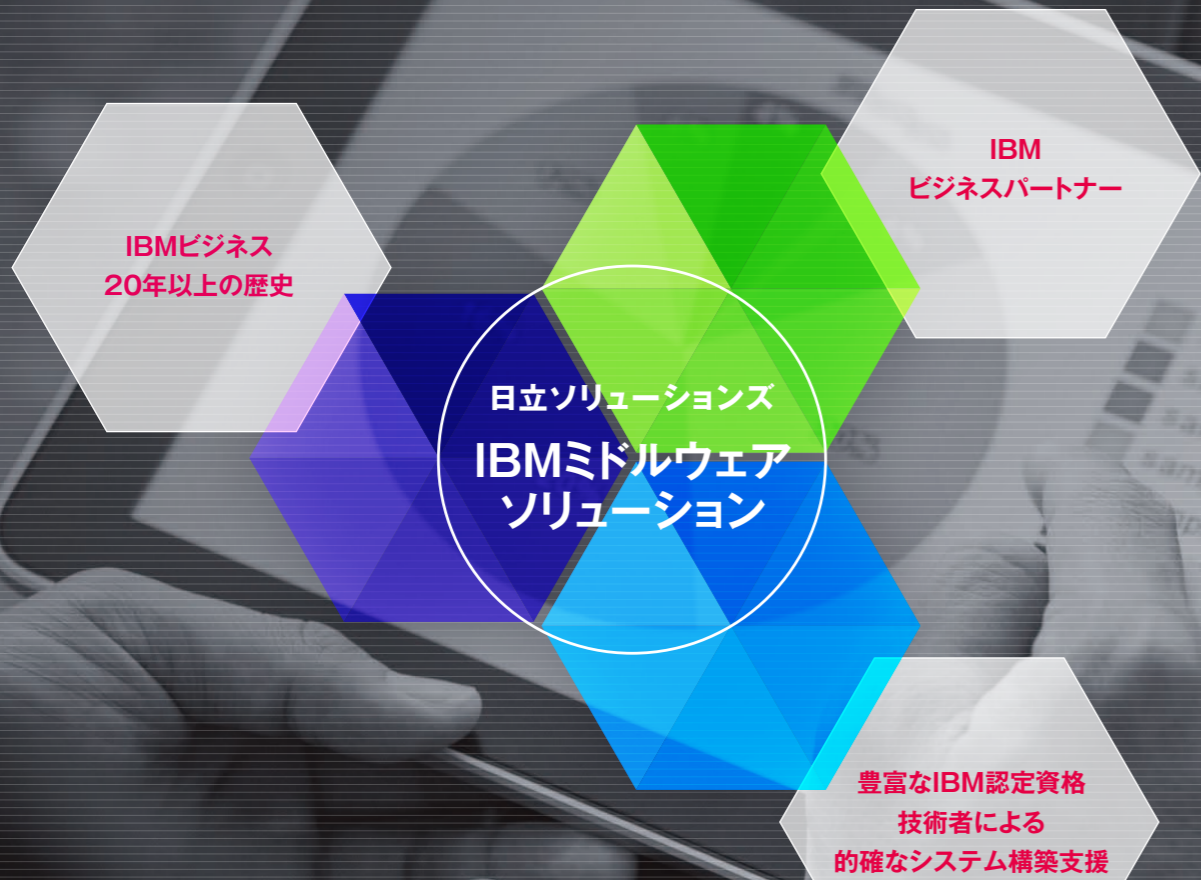 IBM
ビジネスパートナー
IBMビジネス
20年以上の歴史
日立ソリューションズ
IBMミドルウェア
ソリューション
豊富なIBM認定資格
技術者による
的確なシステム構築支援